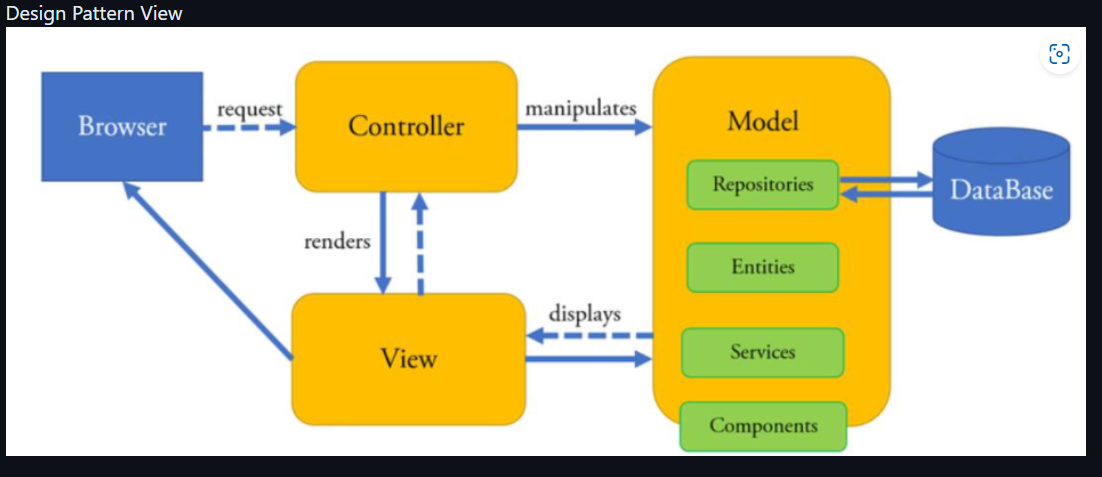 Design Pattern View
Browser
request
Controller
manipulates
Model
Repositories
DataBase
renders
Entities
displays
View
Services
Components